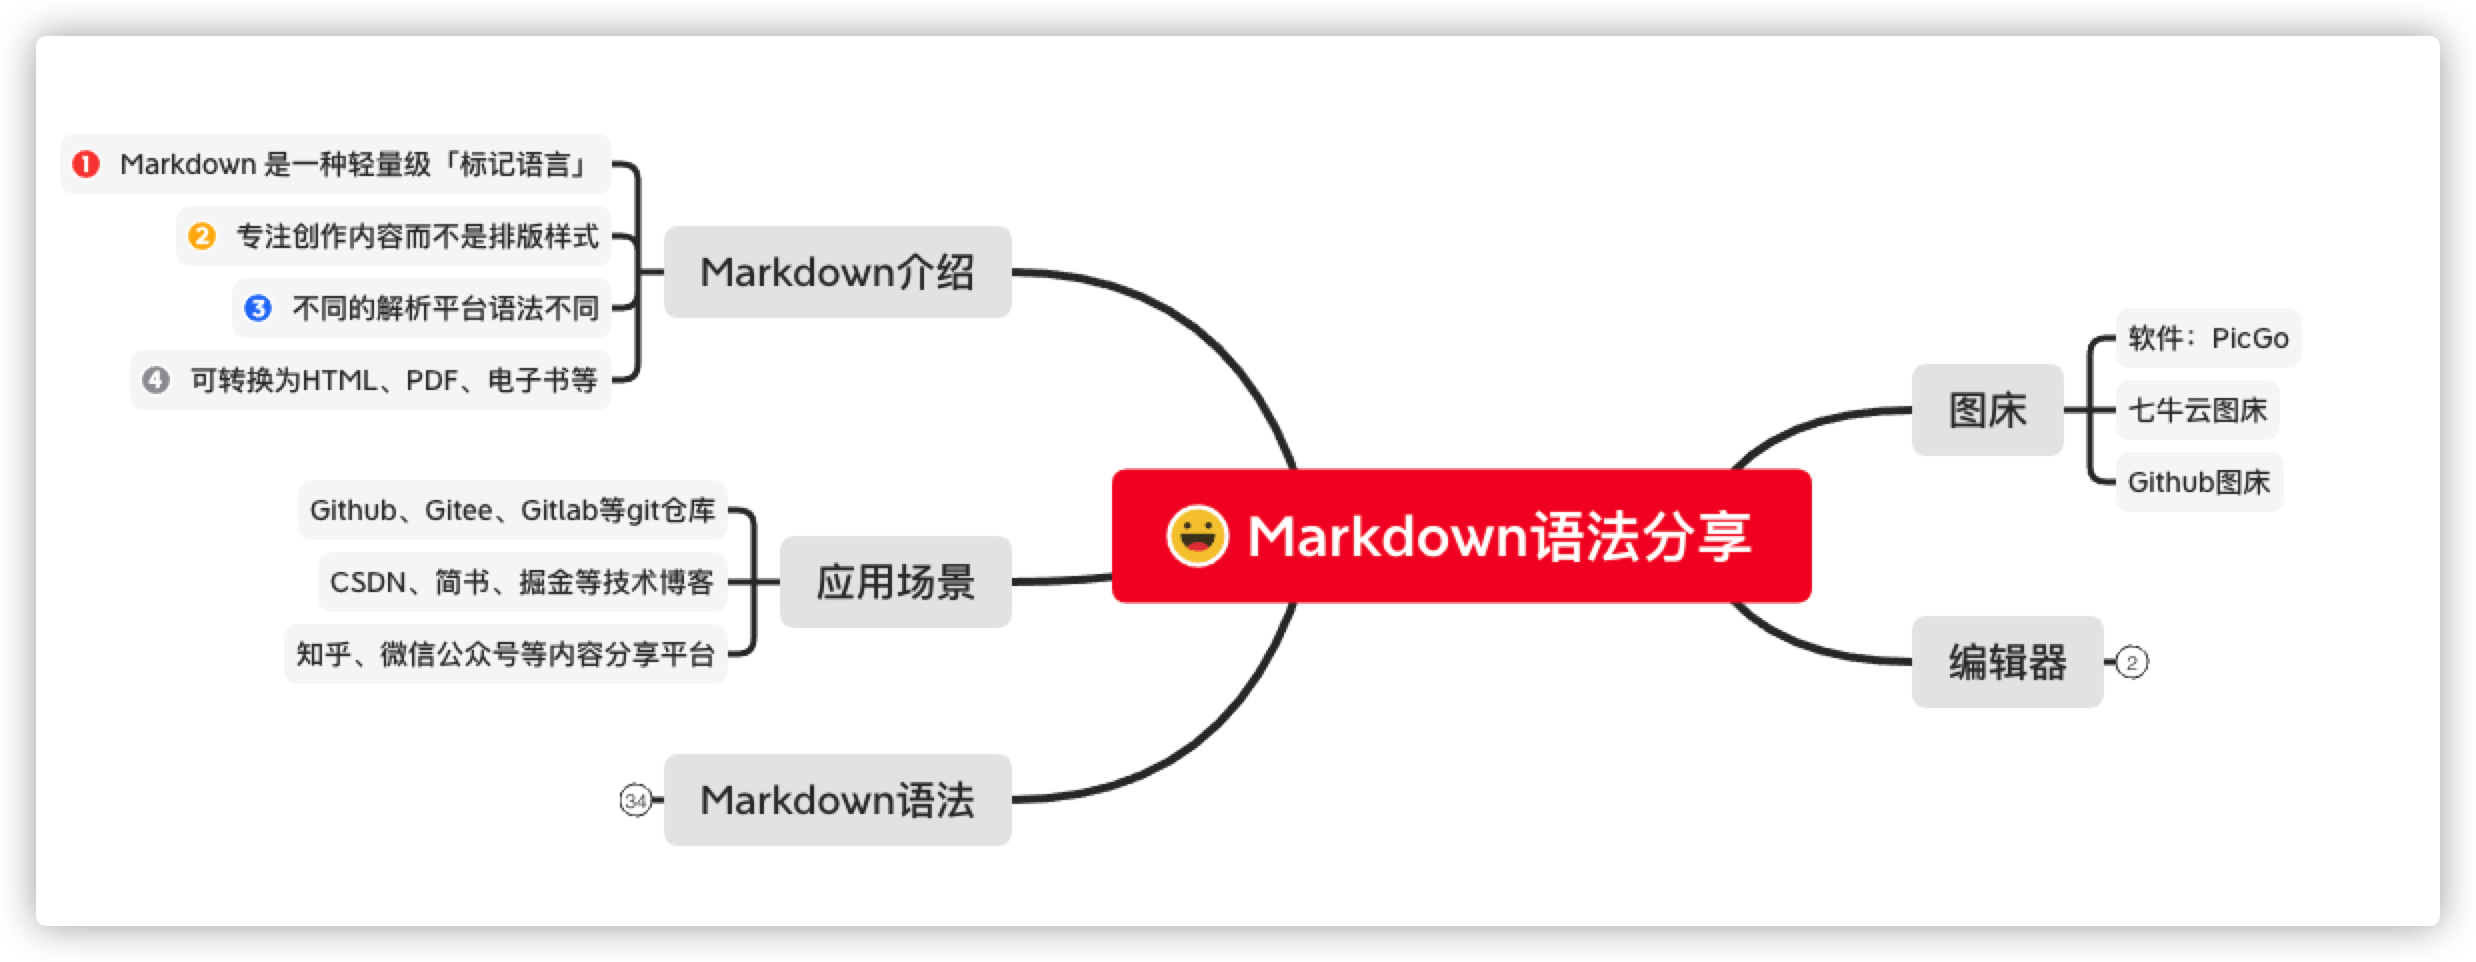 Markdown语法分享
Markdown介绍
1 Markdown 是一种轻量级「标记语言」
2 专注创作内容而不是排版样式
3 不同的解析平台语法不同
4 可转换为HTML、PDF、电子书等
应用场景
Github、Gitee、Gitlab等git仓库
CSDN、简书、掘金等技术博客
知乎、微信公众号等内容分享平台
Markdown语法
34
图床
软件：PicGo
七牛云图床
Github图床
编辑器
2